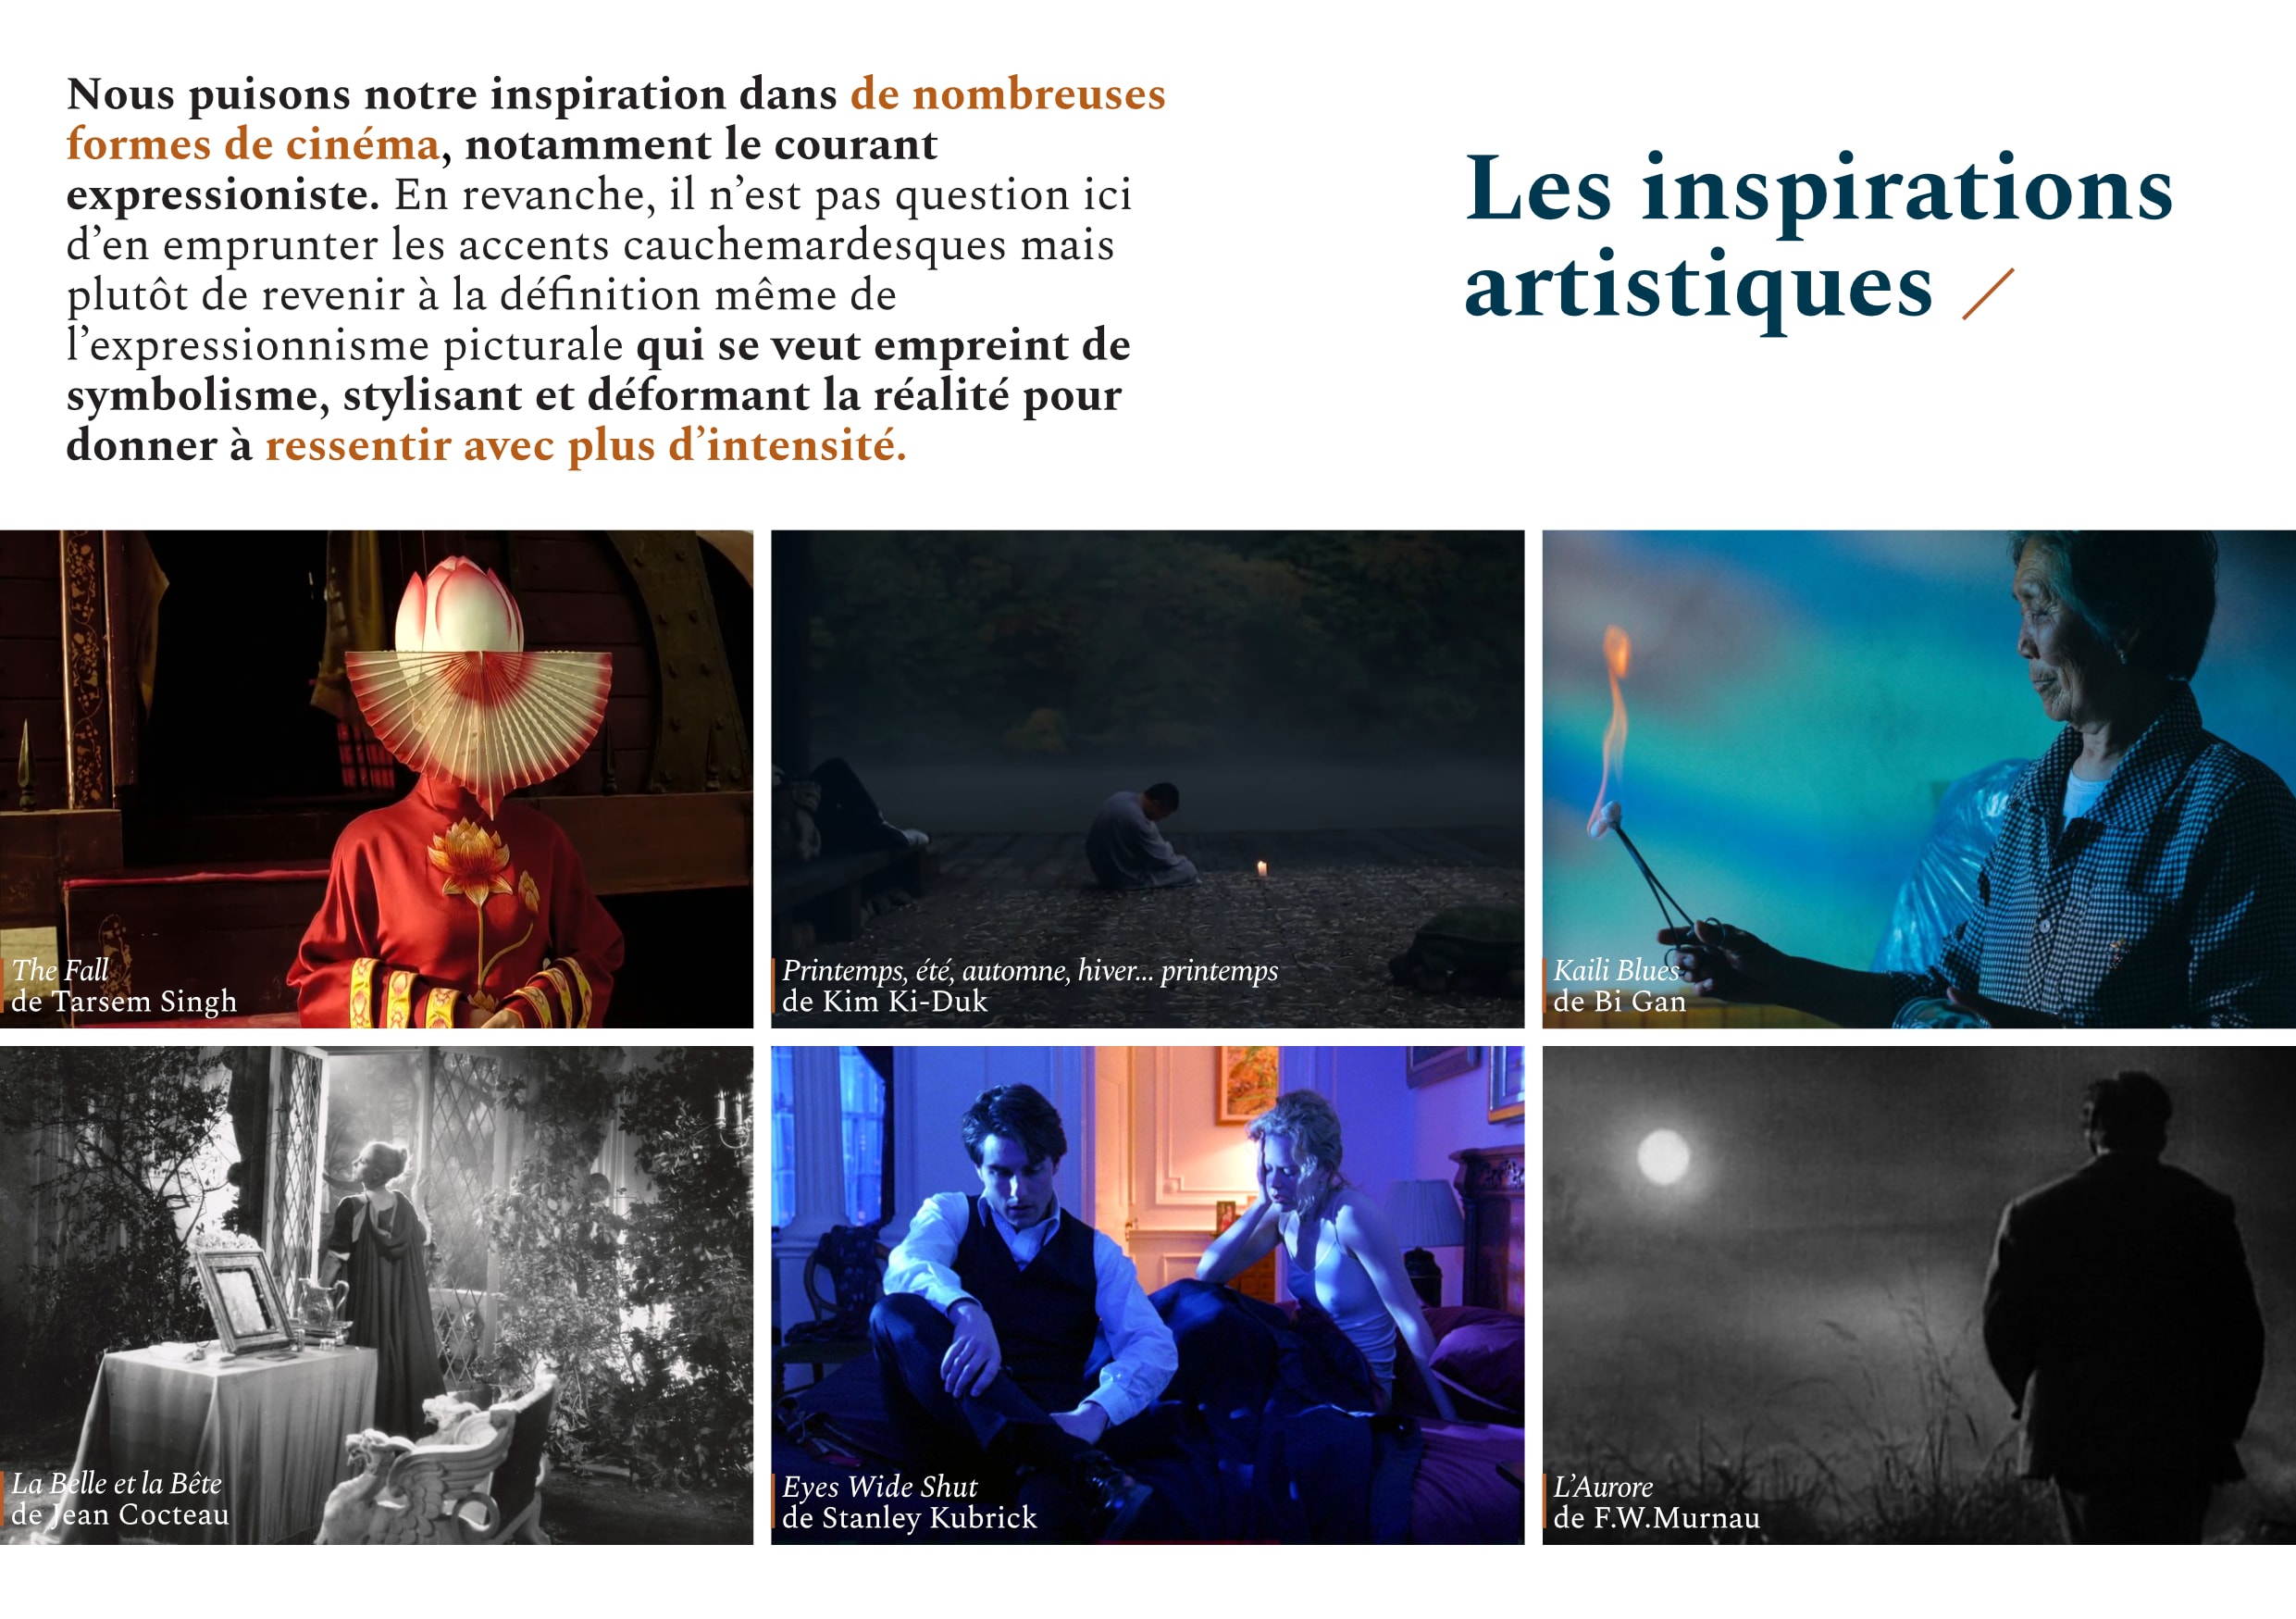 Nous puisons notre inspiration dans de nombreuses
formes de cinéma, notamment le courant
expressioniste. En revanche, il n’est pas question ici
d’en emprunter les accents cauchemardesques mais
plutôt de revenir à la définition même de
l’expressionnisme picturale qui se veut empreint de
symbolisme, stylisant et déformant la réalité pour
donner à ressentir avec plus d’intensité.
Les inspirations
artistiques /
The Fall
de Tarsem Singh
Printemps, été, automne, hiver... printemps
de Kim Ki-Duk
Kaili Blues
de Bi Gan
La Belle et la Bête
de Jean Cocteau
Eyes Wide Shut
de Stanley Kubrick
L’Aurore
de F.W.Murnau